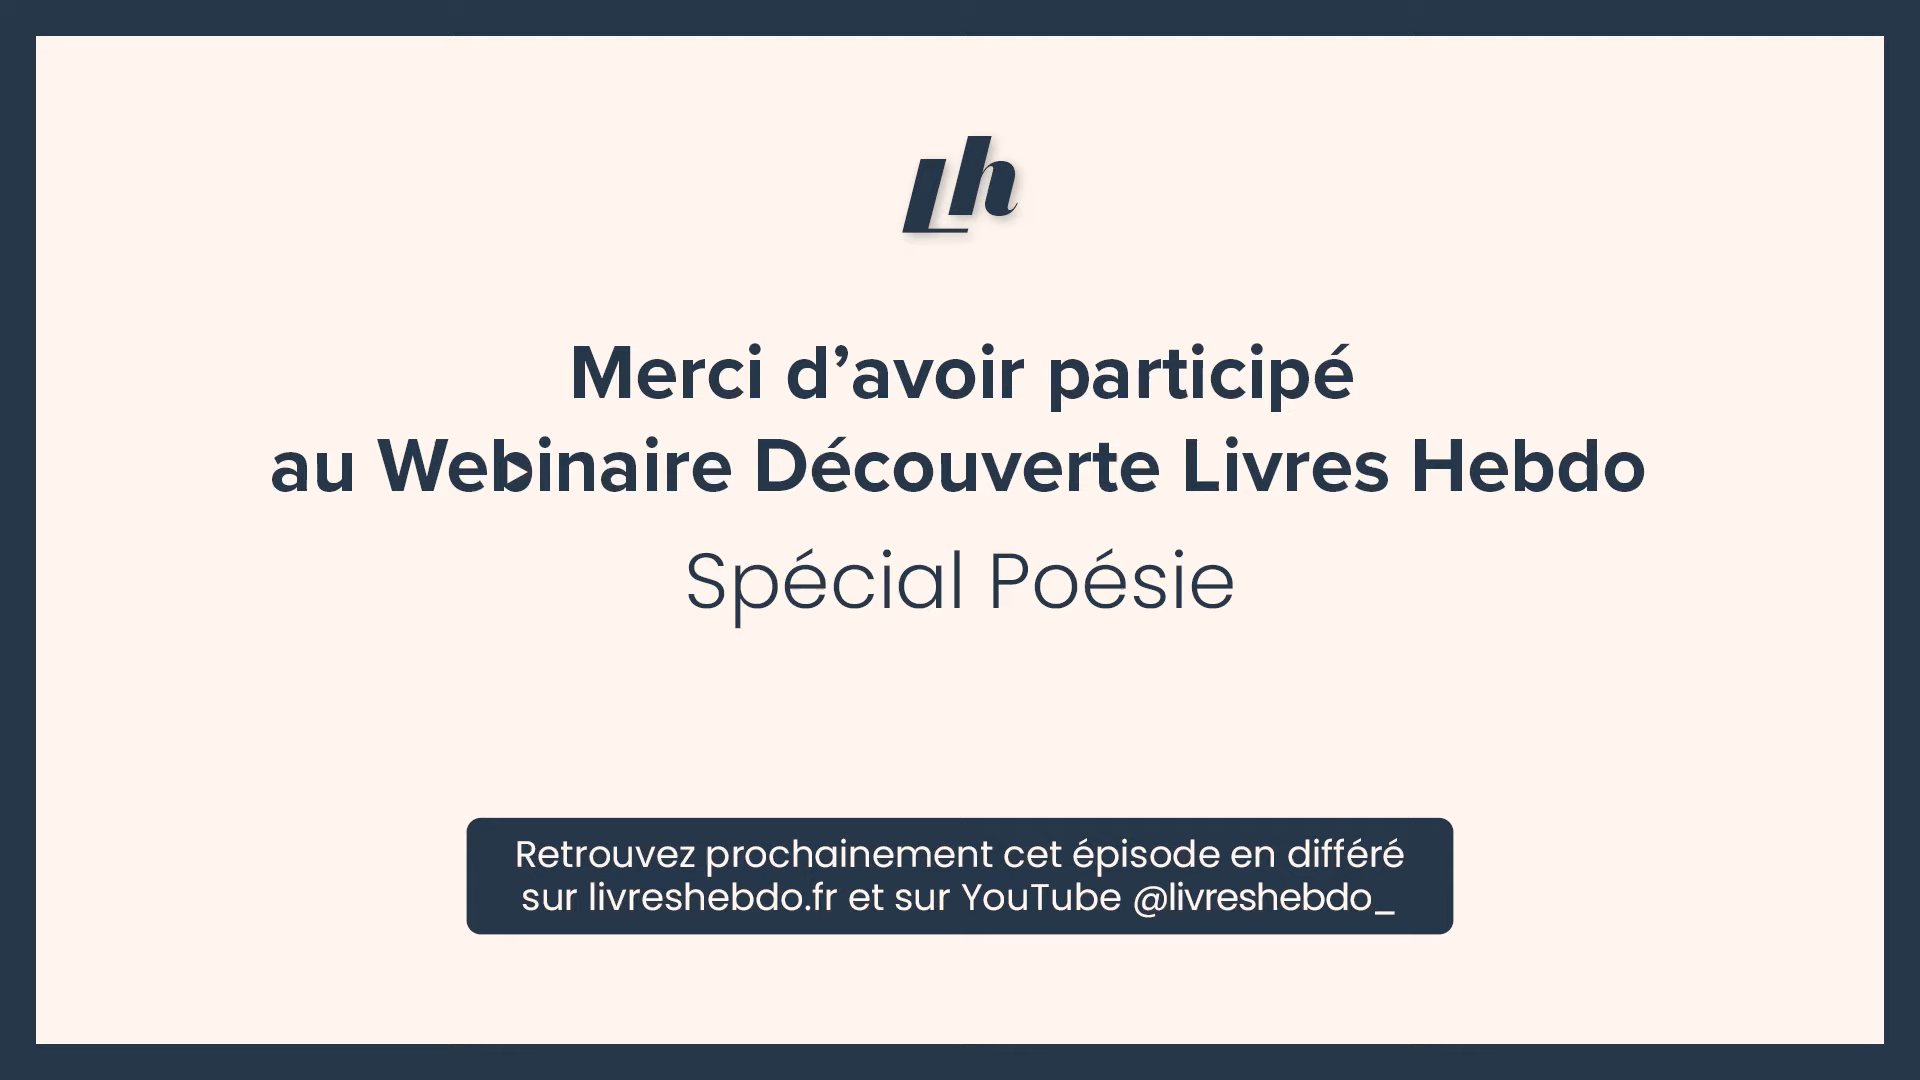 Lh
Merci d’avoir participé
au Webinaire Découverte Livres Hebdo
Spécial Poésie
Retrouvez prochainement cet épisode en différé
sur livreshebdo.fr et sur YouTube @livreshebdo_